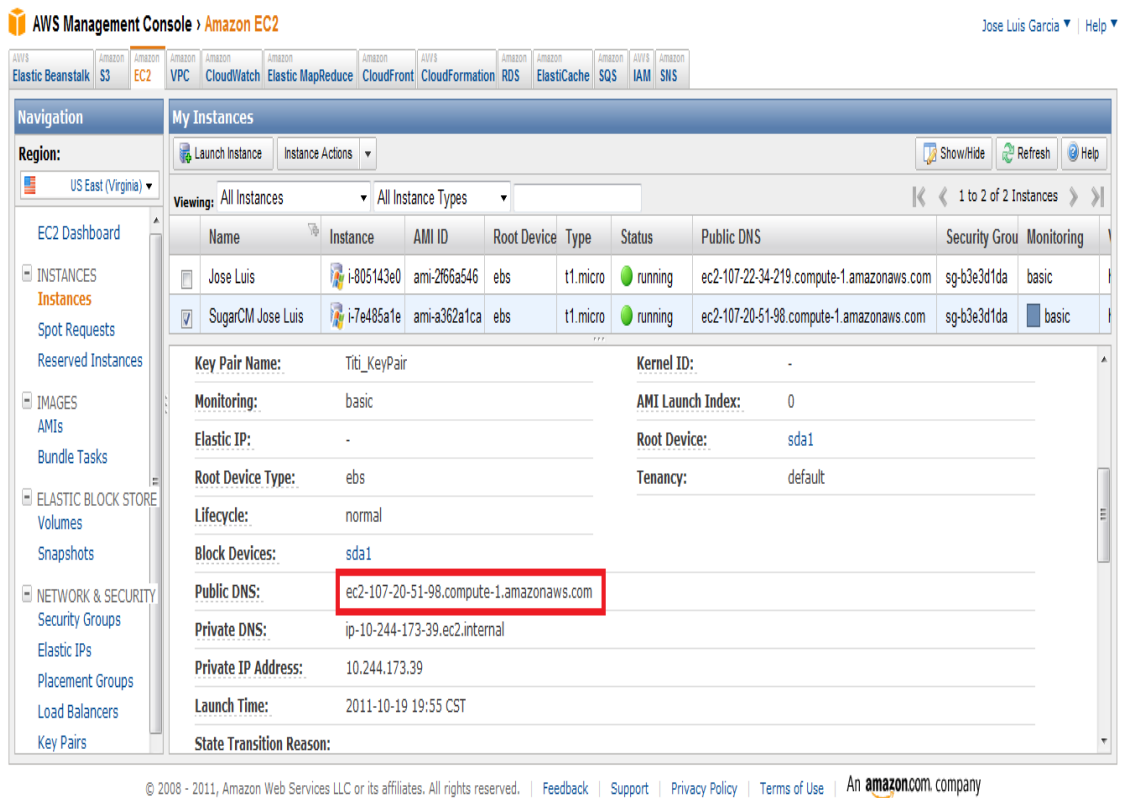 AWS Management Console › Amazon EC2
Jose Luis Garcia ▼ | Help ▼
AWS Elastic Beanstalk
Amazon S3
Amazon EC2
Amazon VPC
Amazon CloudWatch
Amazon Elastic MapReduce
Amazon CloudFront
AWS CloudFormation
Amazon RDS
Amazon ElastiCache
Amazon SQS
AWS IAM
Amazon SNS
Navigation
Region:
US East (Virginia)
EC2 Dashboard
INSTANCES
Instances
Spot Requests
Reserved Instances
IMAGES
AMIs
Bundle Tasks
ELASTIC BLOCK STORE
Volumes
Snapshots
NETWORK & SECURITY
Security Groups
Elastic IPs
Placement Groups
Load Balancers
Key Pairs
My Instances
Launch Instance Instance Actions Show/Hide Refresh Help
Viewing: All Instances All Instance Types 1 to 2 of 2 Instances
Name Instance AMI ID Root Device Type Status Public DNS Security Grou Monitoring
Jose Luis i-805143e0 ami-2f66a546 ebs t1.micro running ec2-107-22-34-219.compute-1.amazonaws.com sg-b3e3d1da basic
SugarCM Jose Luis i-7e485a1e ami-a362a1ca ebs t1.micro running ec2-107-20-51-98.compute-1.amazonaws.com sg-b3e3d1da basic
Key Pair Name: Titi_KeyPair Kernel ID: -
Monitoring: basic AMI Launch Index: 0
Elastic IP: - Root Device: sda1
Root Device Type: ebs Tenancy: default
Lifecycle: normal
Block Devices: sda1
Public DNS: ec2-107-20-51-98.compute-1.amazonaws.com
Private DNS: ip-10-244-173-39.ec2.internal
Private IP Address: 10.244.173.39
Launch Time: 2011-10-19 19:55 CST
State Transition Reason:
© 2008 - 2011, Amazon Web Services LLC or its affiliates. All rights reserved. | Feedback | Support | Privacy Policy | Terms of Use | An amazon.com. company